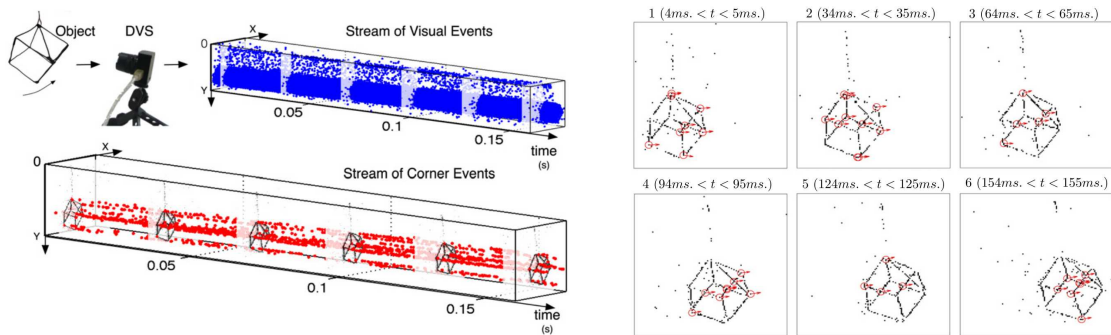 Object
DVS
Stream of Visual Events
X
0
Y
0.05
0.1
0.15
time
(s)
Stream of Corner Events
X
0
Y
0.05
0.1
0.15
time
(s)
1 (4ms. < t < 5ms.)
2 (34ms. < t < 35ms.)
3 (64ms. < t < 65ms.)
4 (94ms. < t < 95ms.)
5 (124ms. < t < 125ms.)
6 (154ms. < t < 155ms.)